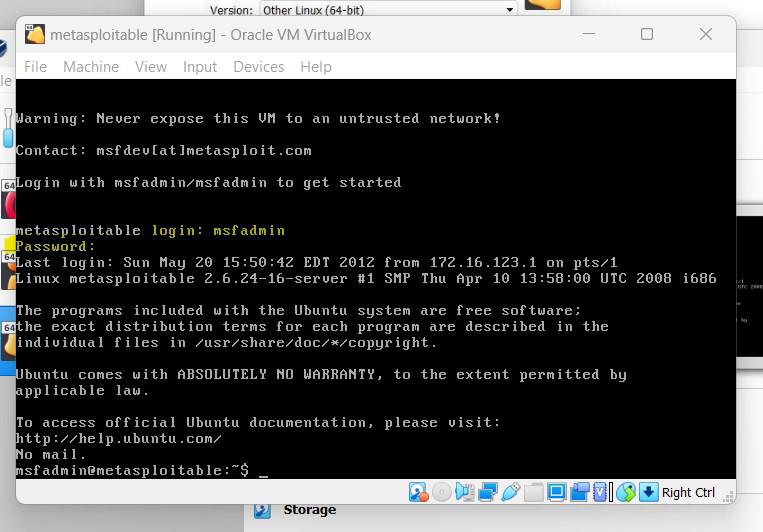 Version: Other Linux (64-bit)
metasploitable [Running] - Oracle VM VirtualBox
File Machine View Input Devices Help
le
Warning: Never expose this VM to an untrusted network!
Contact: msfdev[at]metasploit.com
64
Login with msfadmin/msfadmin to get started
metasploitable login: msfadmin
Password:
64
Last login: Sun May 20 15:50:42 EDT 2012 from 172.16.123.1 on pts/1
Linux metasploitable 2.6.24-16-server #1 SMP Thu Apr 10 13:58:00 UTC 2008 i686
The programs included with the Ubuntu system are free software;
the exact distribution terms for each program are described in the
64
individual files in /usr/share/doc/*/copyright.
Ubuntu comes with ABSOLUTELY NO WARRANTY, to the extent permitted by
applicable law.
To access official Ubuntu documentation, please visit:
http://help.ubuntu.com/
No mail.
msfadmin@metasploitable:~$ _
Right Ctrl
Storage